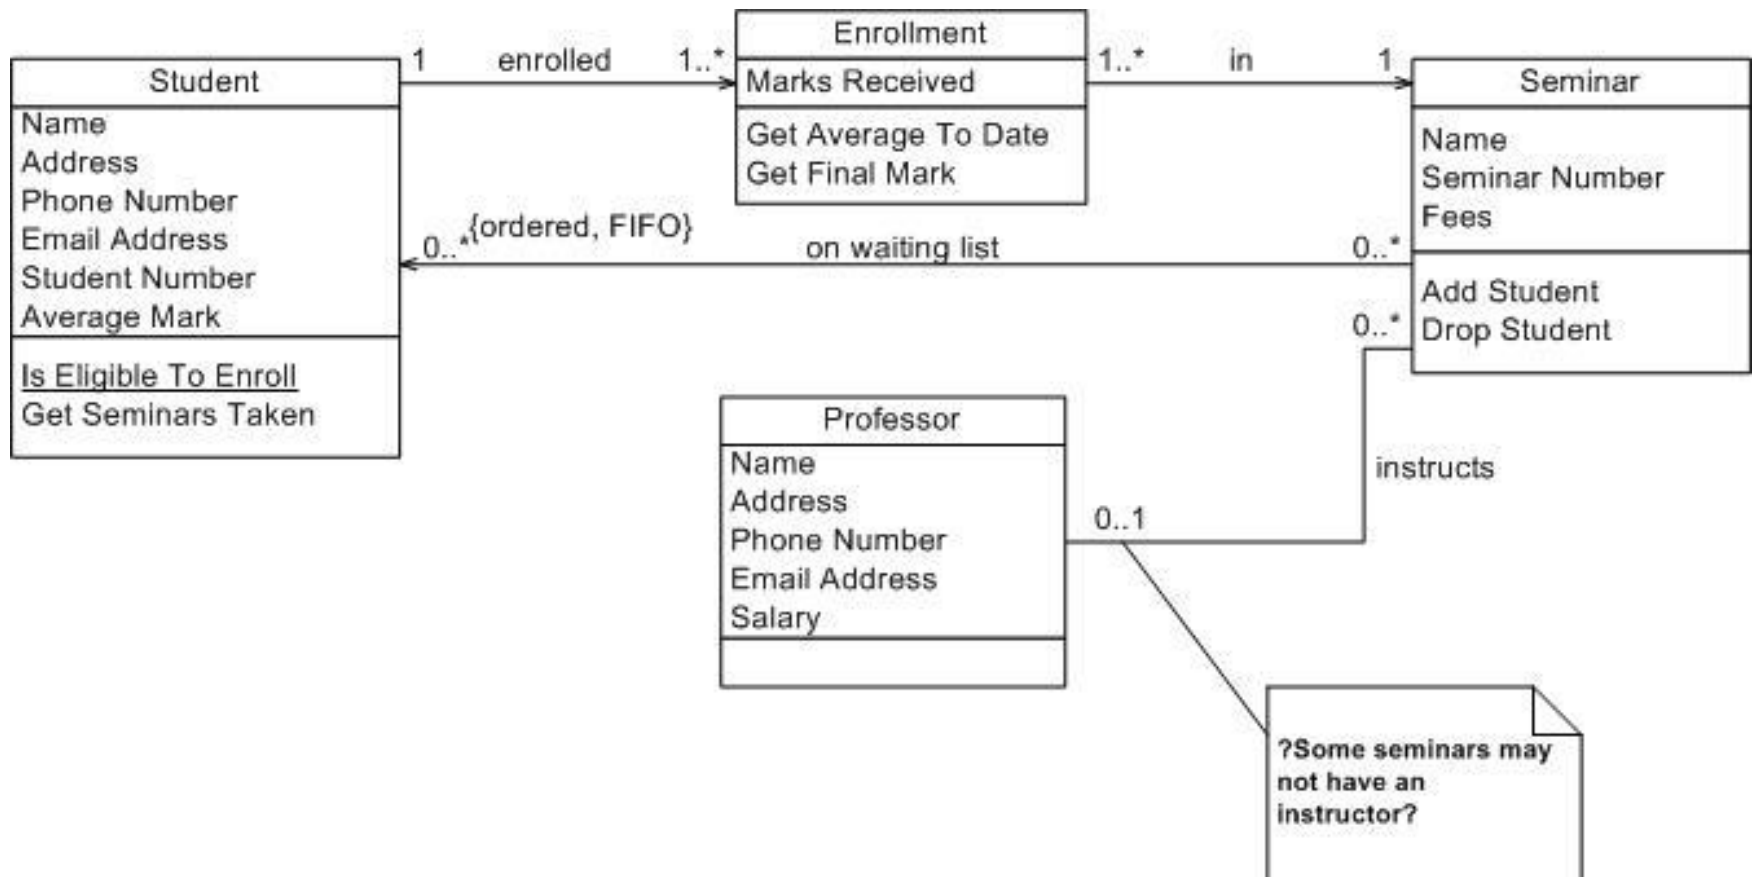 Enrollment
Marks Received
Get Average To Date
Get Final Mark
1 enrolled 1..*
1..* in 1
Student
Name
Address
Phone Number
Email Address
Student Number
Average Mark
Is Eligible To Enroll
Get Seminars Taken
Seminar
Name
Seminar Number
Fees
Add Student
Drop Student
{ordered, FIFO}
0..* on waiting list 0..*
0..*
instructs
0..1
Professor
Name
Address
Phone Number
Email Address
Salary
?Some seminars may
not have an
instructor?